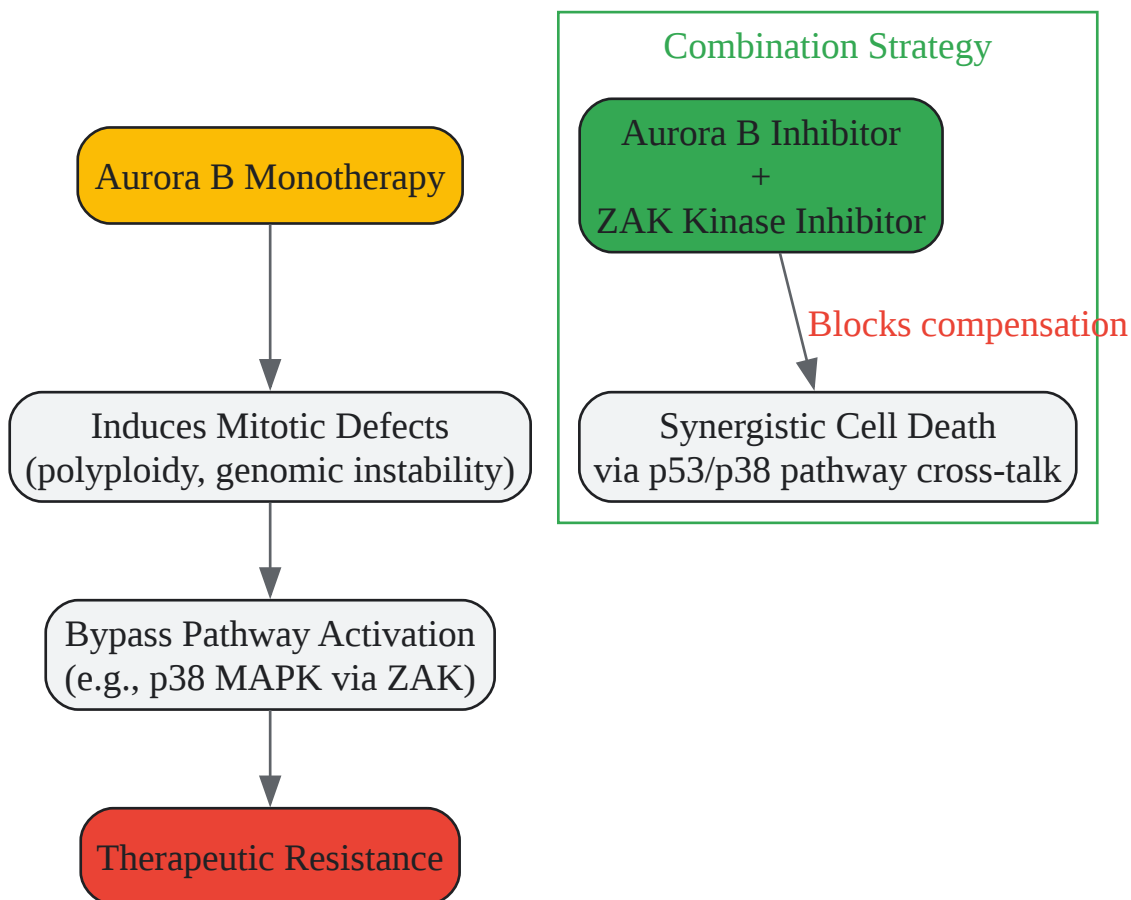 Aurora B Monotherapy
Induces Mitotic Defects
(polyploidy, genomic instability)
Bypass Pathway Activation
(e.g., p38 MAPK via ZAK)
Therapeutic Resistance
Combination Strategy
Aurora B Inhibitor
+
ZAK Kinase Inhibitor
Blocks compensation
Synergistic Cell Death
via p53/p38 pathway cross-talk